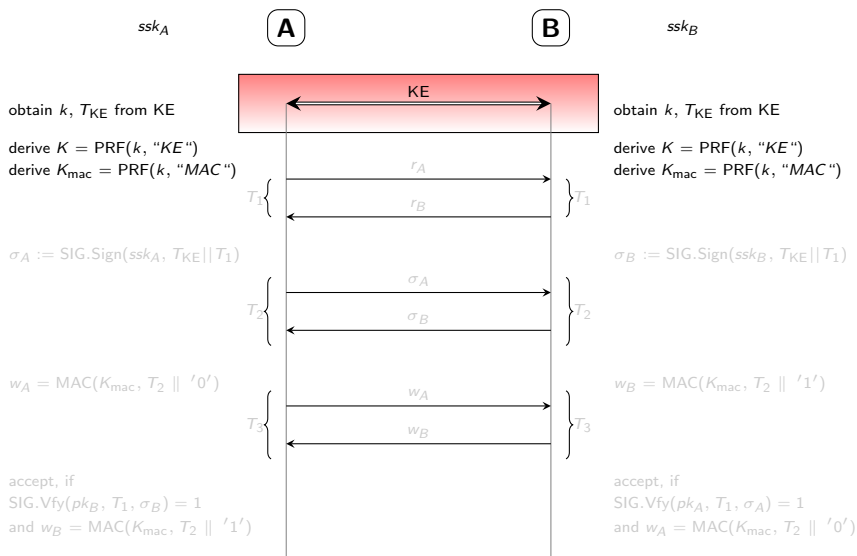 ssk_A A B ssk_B
KE
obtain k, T_KE from KE obtain k, T_KE from KE
derive K = PRF(k, “KE“) derive K = PRF(k, “KE“)
derive K_mac = PRF(k, “MAC“) derive K_mac = PRF(k, “MAC“)
r_A
T_1 T_1
r_B
σ_A := SIG.Sign(ssk_A, T_KE||T_1) σ_B := SIG.Sign(ssk_B, T_KE||T_1)
σ_A
T_2 T_2
σ_B
w_A = MAC(K_mac, T_2 ∥ ′0′) w_B = MAC(K_mac, T_2 ∥ ′1′)
w_A
T_3 T_3
w_B
accept, if accept, if
SIG.Vfy(pk_B, T_1, σ_B) = 1 SIG.Vfy(pk_A, T_1, σ_A) = 1
and w_B = MAC(K_mac, T_2 ∥ ′1′) and w_A = MAC(K_mac, T_2 ∥ ′0′)